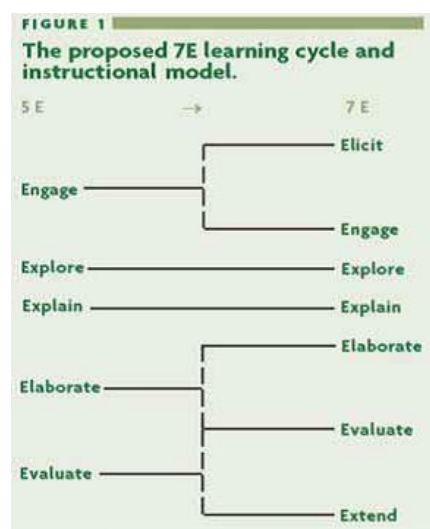 FIGURE 1
The proposed 7E learning cycle and
instructional model.
5 E → 7 E
Elicit
Engage
Engage
Explore Explore
Explain Explain
Elaborate
Elaborate
Evaluate
Evaluate
Extend